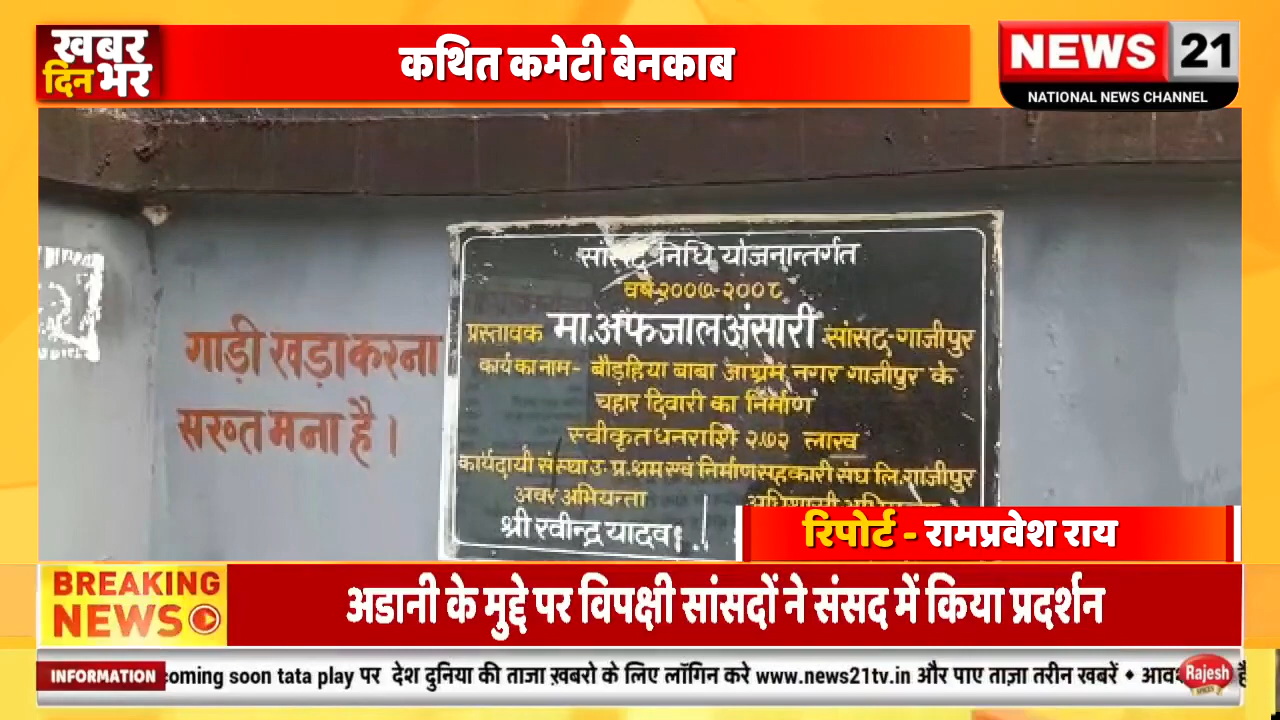 खबर
दिन भर
कथित कमेटी बेनकाब
NEWS 21
NATIONAL NEWS CHANNEL
सांसद निधि योजनान्तर्गत
वर्ष-२००७-२००८
प्रस्तावक मा.अफजाल अंसारी सांसद-गाजीपुर
कार्य का नाम- बौड़हिया बाबा आश्रम नगर गाजीपुर के
चहार दिवारी का निर्माण
स्वीकृत धनराशि २.७२ लाख
कार्यदायी संस्था उ. प्र. श्रम एवं निर्माण सहकारी संघ लि. गाजीपुर
अवर अभियन्ता
श्री रवीन्द्र यादव
गाड़ी खड़ा करना
सख्त मना है।
रिपोर्ट - रामप्रवेश राय
BREAKING
NEWS
अडानी के मुद्दे पर विपक्षी सांसदों ने संसद में किया प्रदर्शन
INFORMATION
coming soon tata play पर देश दुनिया की ताजा ख़बरो के लिए लॉगिन करे www.news21tv.in और पाए ताज़ा तरीन खबरें
Rajesh